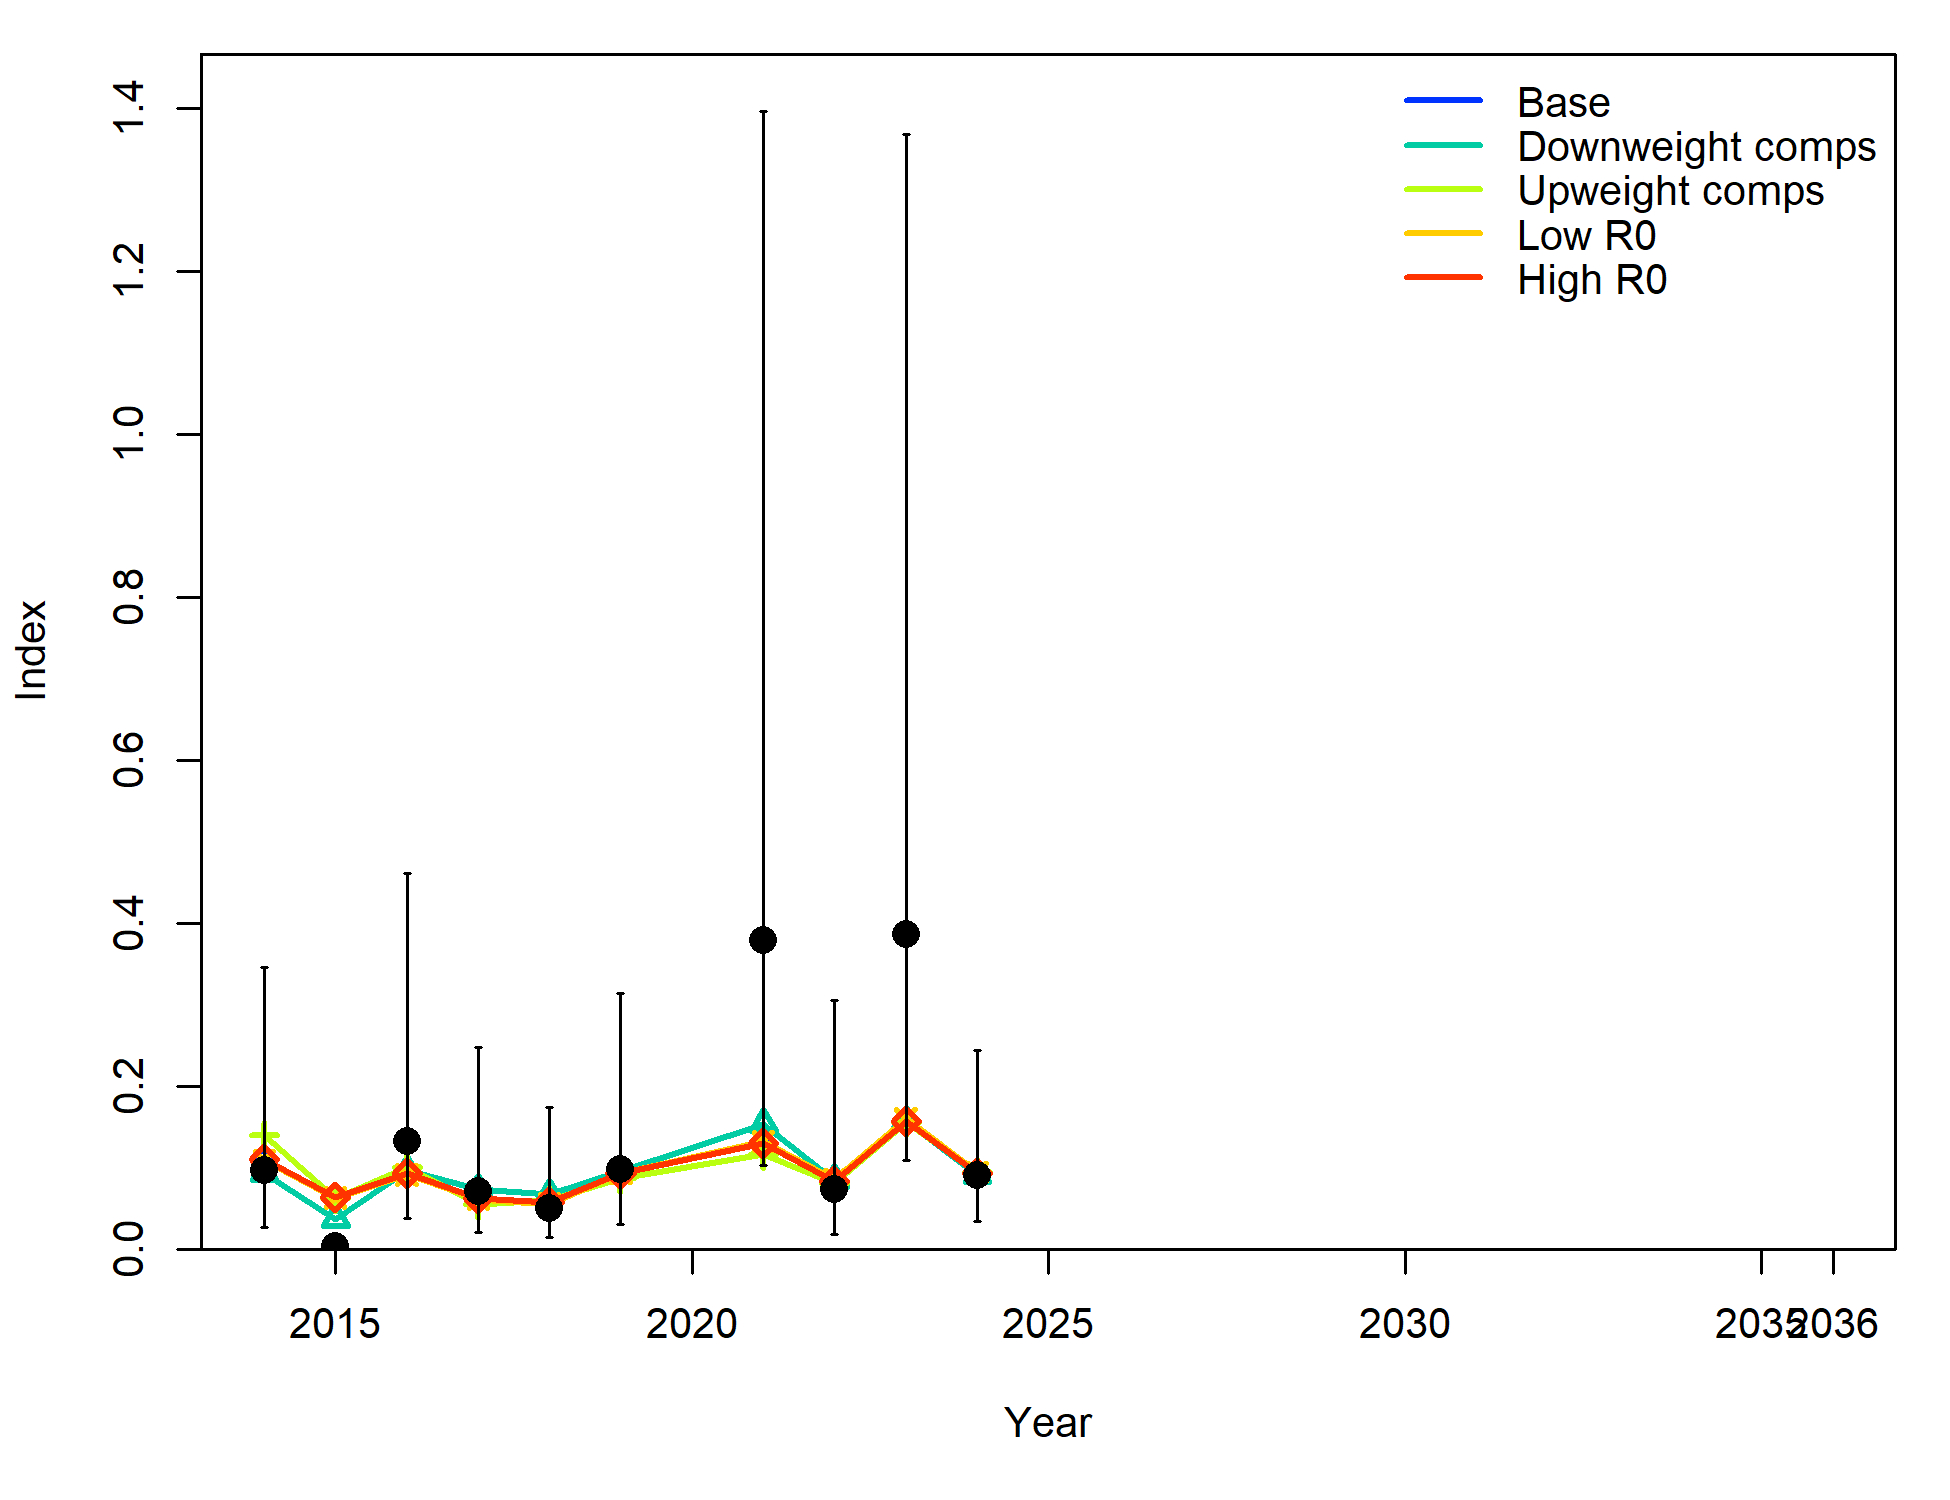 Base
Downweight comps
Upweight comps
Low R0
High R0
1.4
1.2
1.0
0.8
0.6
0.4
0.2
0.0
Index
2015 2020 2025 2030 2035 2036
Year